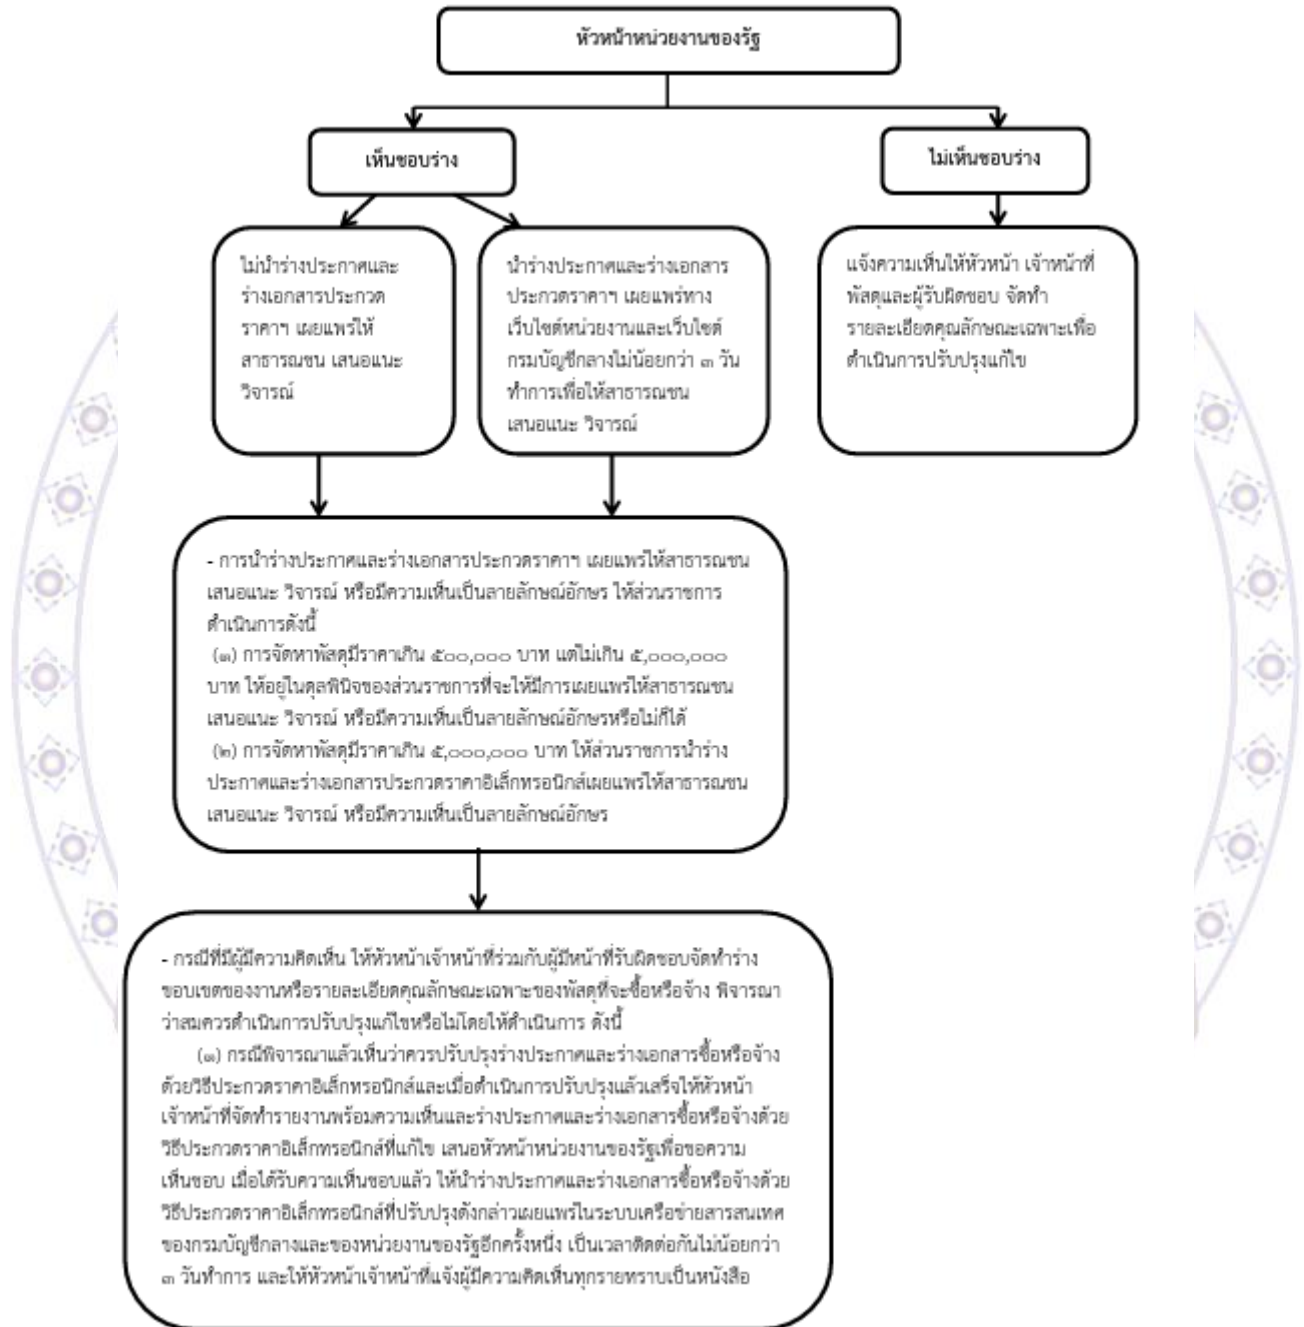 หัวหน้าหน่วยงานของรัฐ
เห็นชอบร่าง
ไม่เห็นชอบร่าง
ไม่นำร่างประกาศและ
ร่างเอกสารประกวด
ราคาฯ เผยแพร่ให้
สาธารณชน เสนอแนะ
วิจารณ์
นำร่างประกาศและร่างเอกสาร
ประกวดราคาฯ เผยแพร่ทาง
เว็บไซต์หน่วยงานและเว็บไซต์
กรมบัญชีกลางไม่น้อยกว่า ๓ วัน
ทำการเพื่อให้สาธารณชน
เสนอแนะ วิจารณ์
แจ้งความเห็นให้หัวหน้า เจ้าหน้าที่
พัสดุและผู้รับผิดชอบ จัดทำ
รายละเอียดคุณลักษณะเฉพาะเพื่อ
ดำเนินการปรับปรุงแก้ไข
- การนำร่างประกาศและร่างเอกสารประกวดราคาฯ เผยแพร่ให้สาธารณชน
เสนอแนะ วิจารณ์ หรือมีความเห็นเป็นลายลักษณ์อักษร ให้ส่วนราชการ
ดำเนินการดังนี้
(๑) การจัดหาพัสดุมีราคาเกิน ๕๐๐,๐๐๐ บาท แต่ไม่เกิน ๕,๐๐๐,๐๐๐
บาท ให้อยู่ในดุลพินิจของส่วนราชการที่จะให้มีการเผยแพร่ให้สาธารณชน
เสนอแนะ วิจารณ์ หรือมีความเห็นเป็นลายลักษณ์อักษรหรือไม่ก็ได้
(๒) การจัดหาพัสดุมีราคาเกิน ๕,๐๐๐,๐๐๐ บาท ให้ส่วนราชการนำร่าง
ประกาศและร่างเอกสารประกวดราคาอิเล็กทรอนิกส์เผยแพร่ให้สาธารณชน
เสนอแนะ วิจารณ์ หรือมีความเห็นเป็นลายลักษณ์อักษร
- กรณีที่มีผู้มีความคิดเห็น ให้หัวหน้าเจ้าหน้าที่ร่วมกับผู้มีหน้าที่รับผิดชอบจัดทำร่าง
ขอบเขตของงานหรือรายละเอียดคุณลักษณะเฉพาะของพัสดุที่จะซื้อหรือจ้าง พิจารณา
ว่าสมควรดำเนินการปรับปรุงแก้ไขหรือไม่โดยให้ดำเนินการ ดังนี้
(๑) กรณีพิจารณาแล้วเห็นว่าควรปรับปรุงร่างประกาศและร่างเอกสารซื้อหรือจ้าง
ด้วยวิธีประกวดราคาอิเล็กทรอนิกส์และเมื่อดำเนินการปรับปรุงแล้วเสร็จให้หัวหน้า
เจ้าหน้าที่จัดทำรายงานพร้อมความเห็นและร่างประกาศและร่างเอกสารซื้อหรือจ้างด้วย
วิธีประกวดราคาอิเล็กทรอนิกส์ที่แก้ไข เสนอหัวหน้าหน่วยงานของรัฐเพื่อขอความ
เห็นชอบ เมื่อได้รับความเห็นชอบแล้ว ให้นำร่างประกาศและร่างเอกสารซื้อหรือจ้างด้วย
วิธีประกวดราคาอิเล็กทรอนิกส์ที่ปรับปรุงดังกล่าวเผยแพร่ในระบบเครือข่ายสารสนเทศ
ของกรมบัญชีกลางและของหน่วยงานของรัฐอีกครั้งหนึ่ง เป็นเวลาติดต่อกันไม่น้อยกว่า
๓ วันทำการ และให้หัวหน้าเจ้าหน้าที่แจ้งผู้มีความคิดเห็นทุกรายทราบเป็นหนังสือ